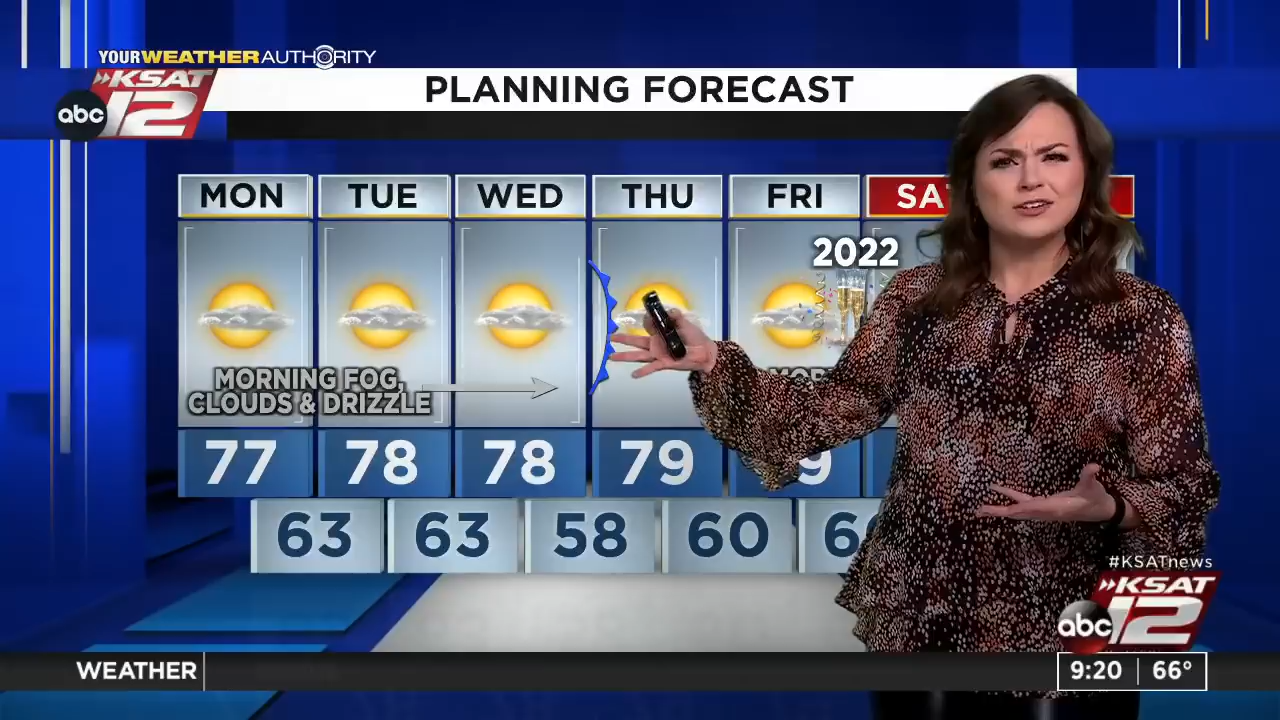 YOURWEATHERAUTHORITY
KSAT
abc 12
PLANNING FORECAST
MON TUE WED THU FRI
2022
MORNING FOG,
CLOUDS & DRIZZLE
77 78 78 79
63 63 58 60
#KSATnews
KSAT
abc 12
WEATHER
9:20 66°